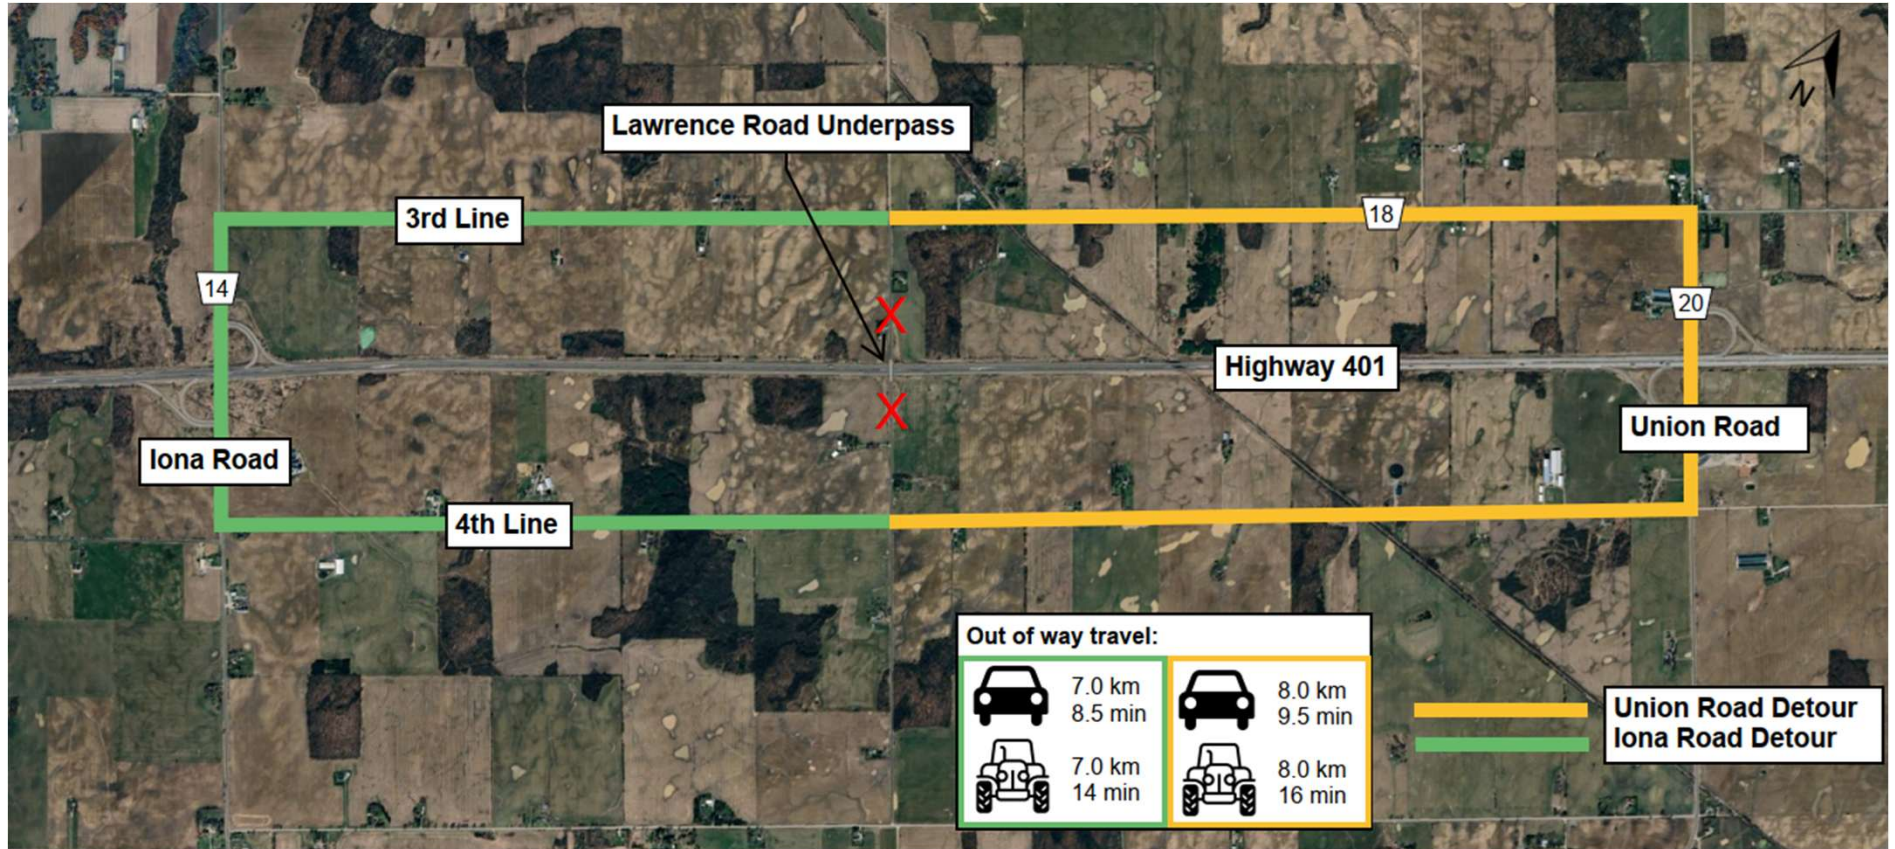 N
Lawrence Road Underpass
3rd Line
18
14
X
20
Highway 401
X
Union Road
Iona Road
4th Line
Out of way travel:
7.0 km
8.5 min
8.0 km
9.5 min
7.0 km
14 min
8.0 km
16 min
Union Road Detour
Iona Road Detour